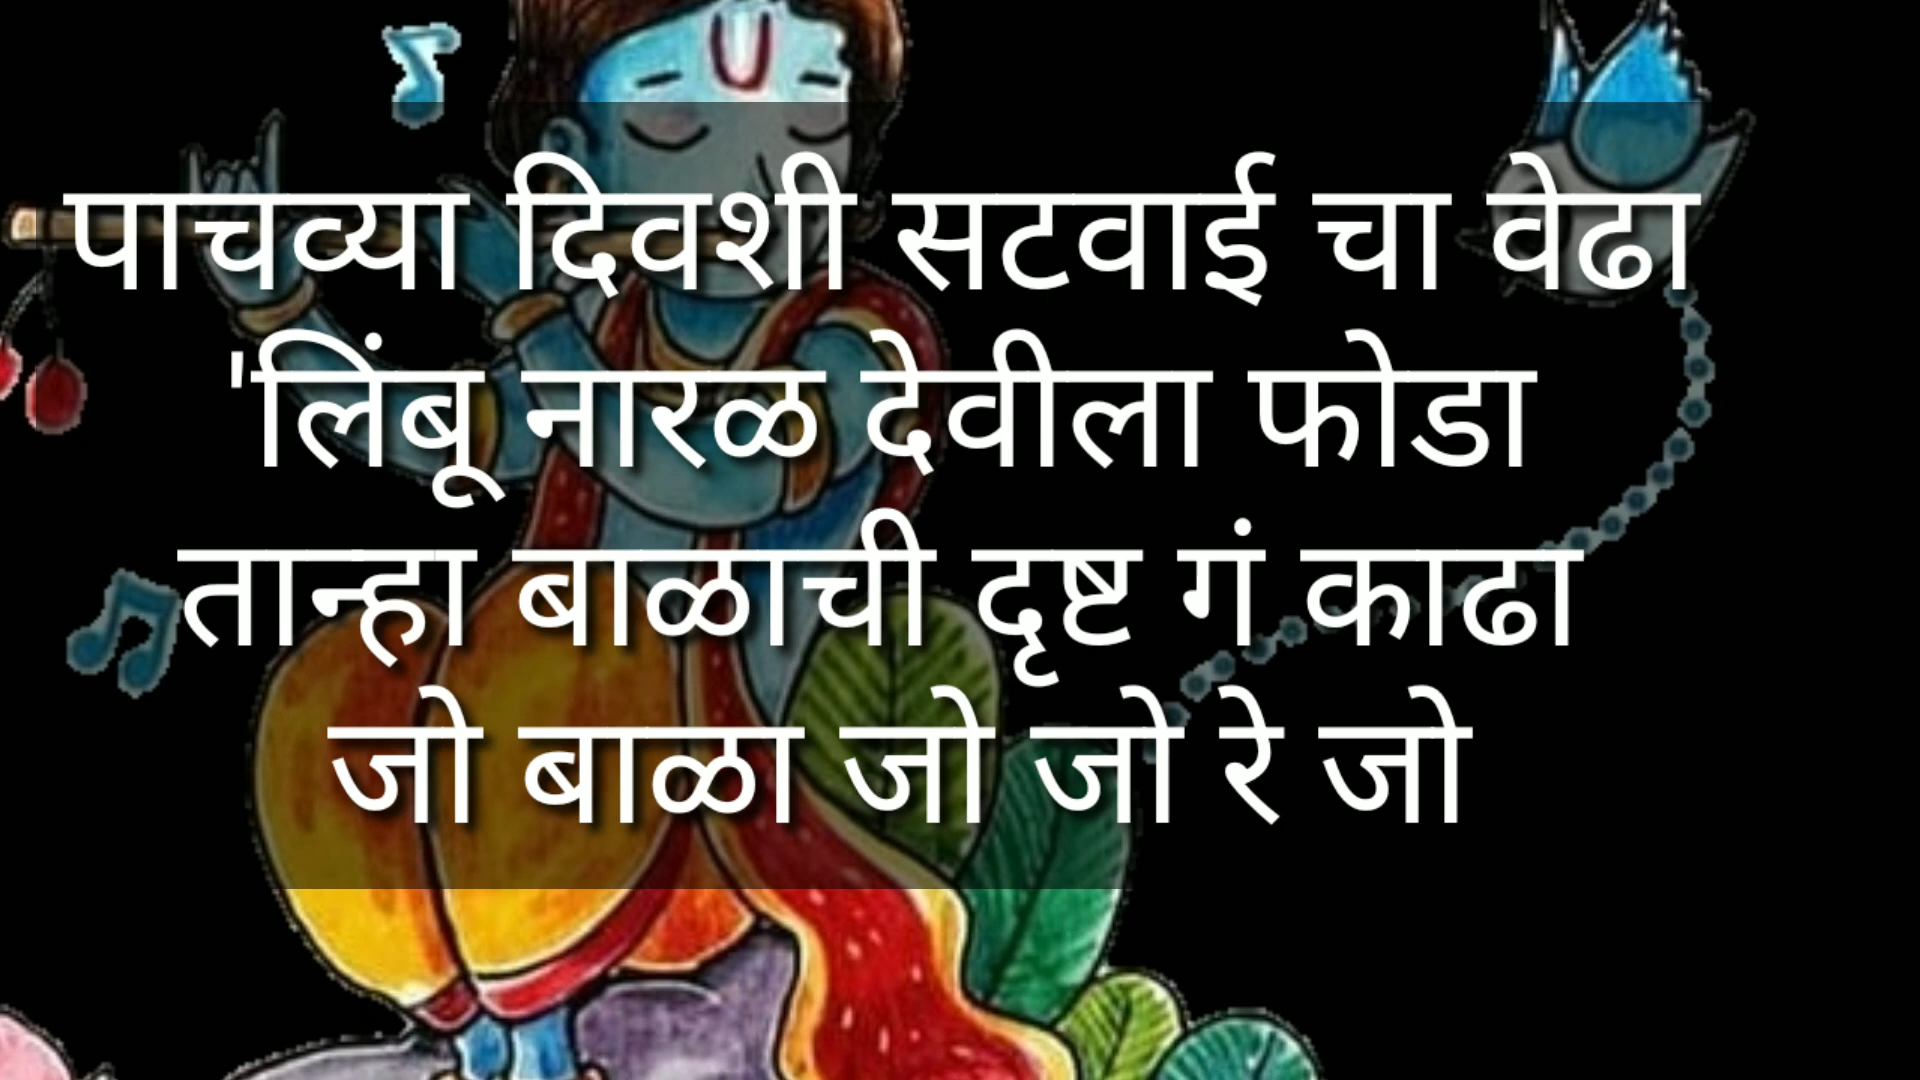 पाचव्या दिवशी सटवाई चा वेढा
'लिंबू नारळ देवीला फोडा
तान्हा बाळाची दृष्ट गं काढा
जो बाळा जो जो रे जो